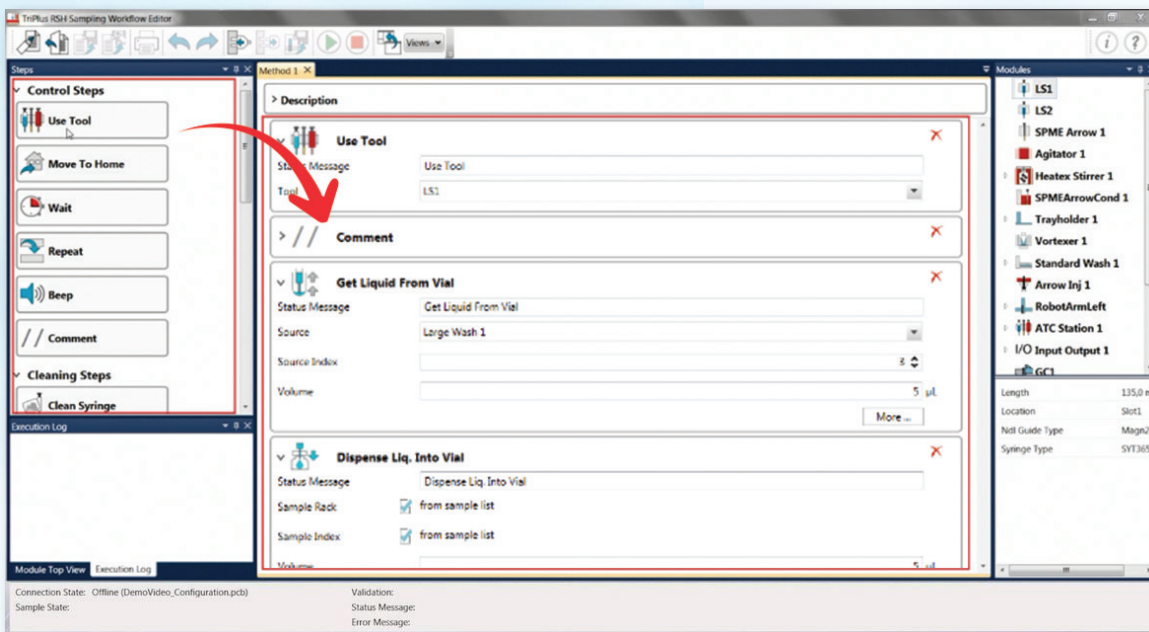 TriPlus RSH Sampling Workflow Editor
Views
Steps
Control Steps
Use Tool
Move To Home
Wait
Repeat
Beep
// Comment
Cleaning Steps
Clean Syringe
Execution Log
Module Top View Execution Log
Method 1
Description
Use Tool
Status Message Use Tool
Tool LS1
// Comment
Get Liquid From Vial
Status Message Get Liquid From Vial
Source Large Wash 1
Source Index
Volume 5 µL
More ...
Dispense Liq. Into Vial
Status Message Dispense Liq. Into Vial
Sample Rack from sample list
Sample Index from sample list
Volume 5 µL
Modules
LS1
LS2
SPME Arrow 1
Agitator 1
Heatex Stirrer 1
SPMEArrowCond 1
Trayholder 1
Vortexer 1
Standard Wash 1
Arrow Inj 1
RobotArmLeft
ATC Station 1
I/O Input Output 1
GC1
Length 135,0
Location Slot1
Ndl Guide Type Magn2
Syringe Type SYT365
Connection State: Offline (DemoVideo_Configuration.pcb)
Sample State:
Validation:
Status Message:
Error Message: